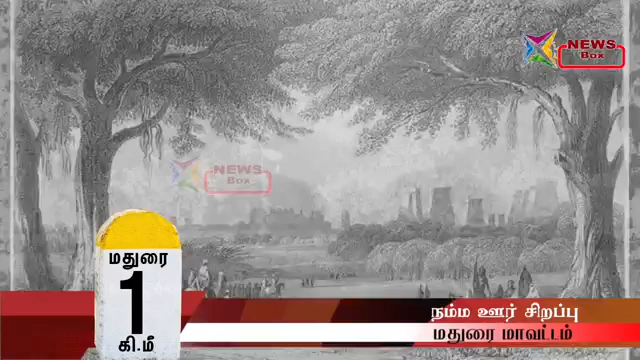 NEWS
Box
NEWS
Box
மதுரை
1
கி.மீ
நம்ம ஊர் சிறப்பு
மதுரை மாவட்டம்